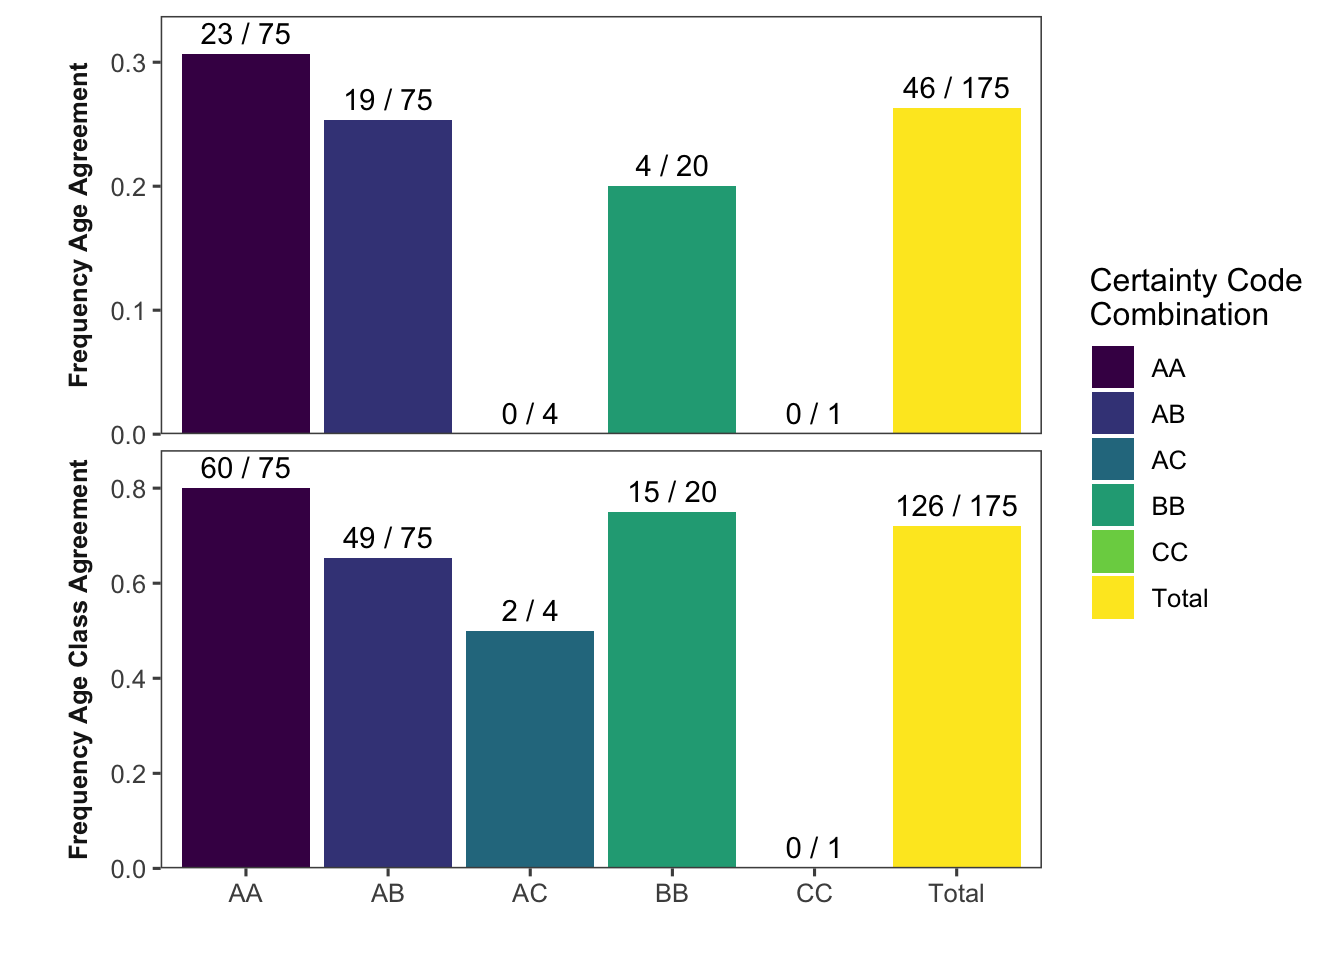 Frequency Age Agreement
0.3
0.2
0.1
0.0
23 / 75
19 / 75
0 / 4
4 / 20
0 / 1
46 / 175
Frequency Age Class Agreement
0.8
0.6
0.4
0.2
0.0
60 / 75
49 / 75
2 / 4
15 / 20
0 / 1
126 / 175
AA
AB
AC
BB
CC
Total
Certainty Code
Combination
AA
AB
AC
BB
CC
Total